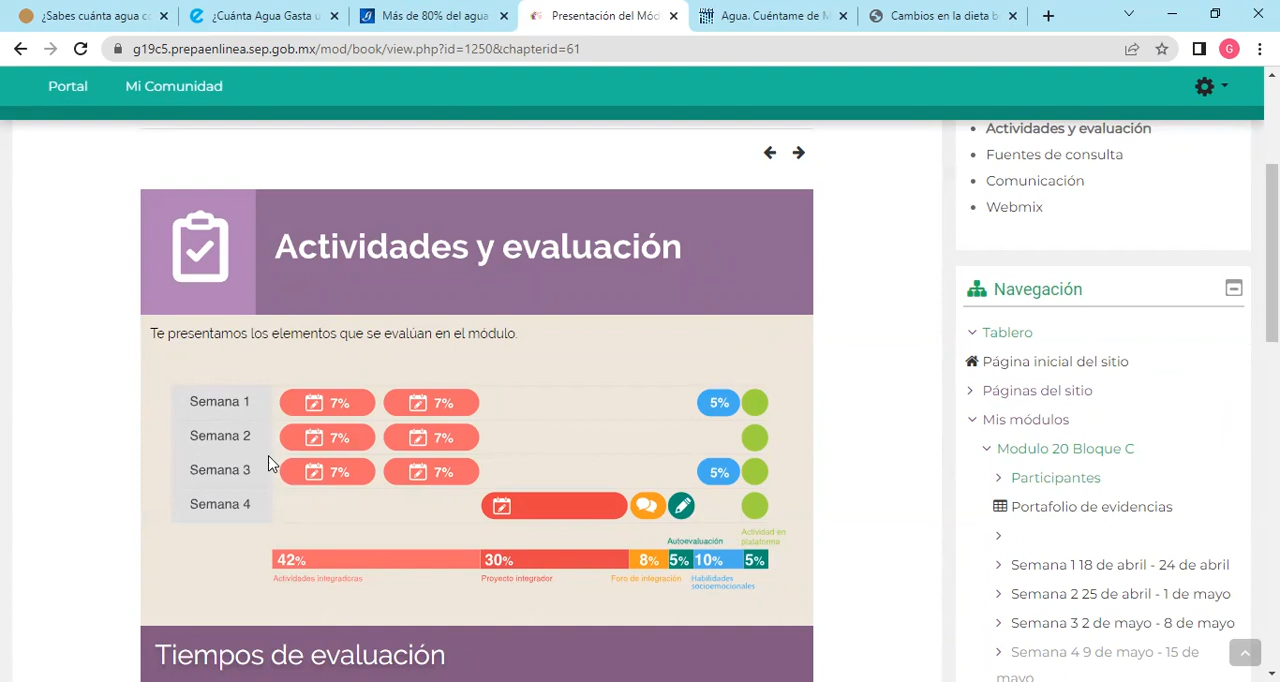 ¿Sabes cuánta agua co
¿Cuánta Agua Gasta u
Más de 80% del agua
Presentación del Mód
Agua. Cuéntame de M
Cambios en la dieta b
g19c5.prepaenlinea.sep.gob.mx/mod/book/view.php?id=1250&chapterid=61
G
Portal
Mi Comunidad
Actividades y evaluación
Fuentes de consulta
Comunicación
Webmix
Actividades y evaluación
Te presentamos los elementos que se evalúan en el módulo.
Semana 1 7% 7% 5%
Semana 2 7% 7%
Semana 3 7% 7% 5%
Semana 4
Autoevaluación
Actividad en
plataforma
42% 30% 8% 5% 10% 5%
Actividades integradoras
Proyecto integrador
Foro de integración
Habilidades
socioemocionales
Tiempos de evaluación
Navegación
Tablero
Página inicial del sitio
Páginas del sitio
Mis módulos
Modulo 20 Bloque C
Participantes
Portafolio de evidencias
Semana 1 18 de abril - 24 de abril
Semana 2 25 de abril - 1 de mayo
Semana 3 2 de mayo - 8 de mayo
Semana 4 9 de mayo - 15 de
mayo